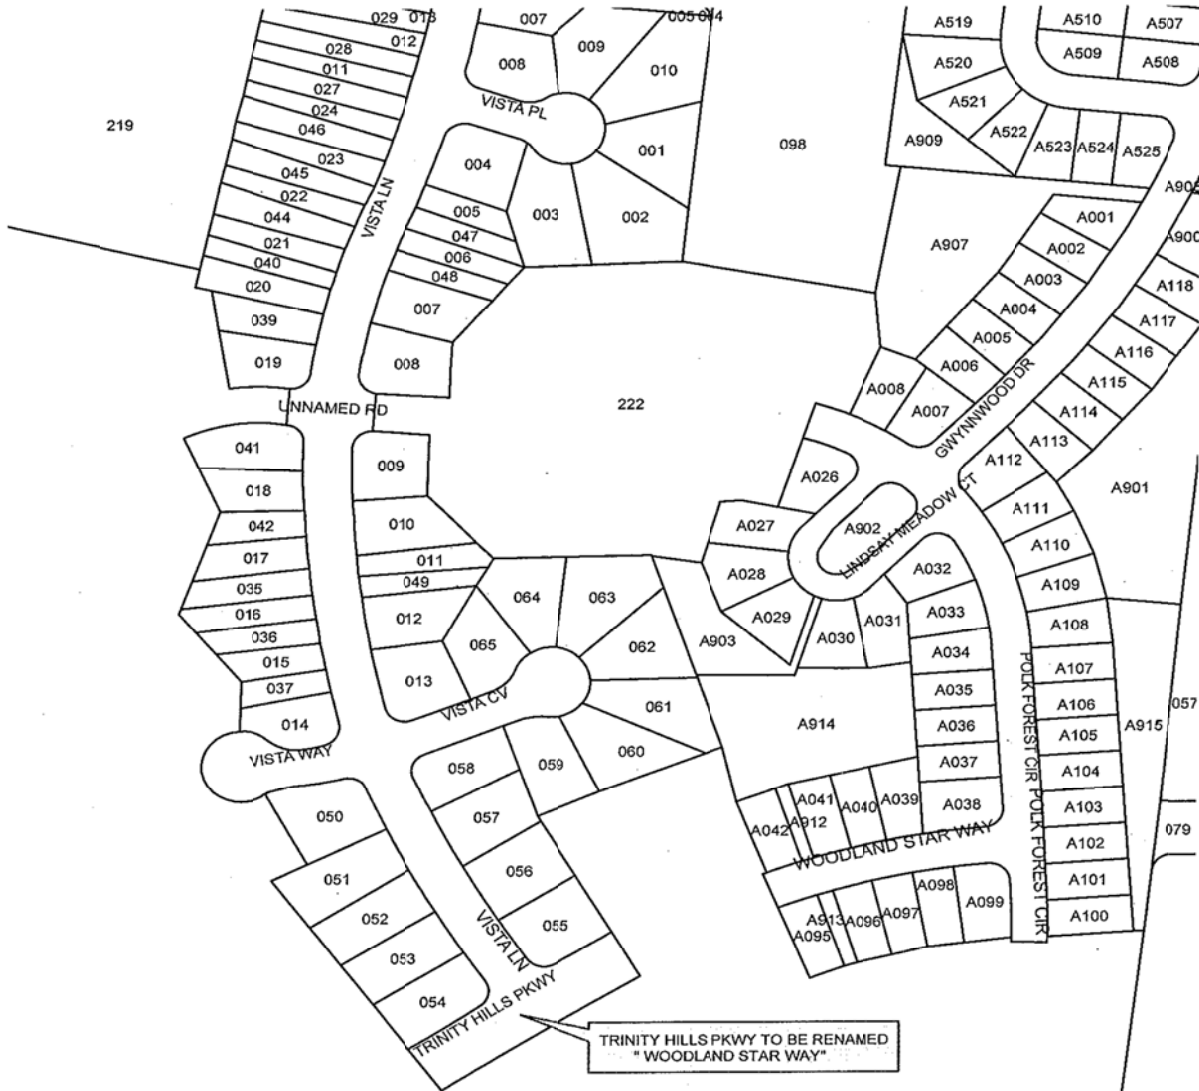 029 013
012
028
011
027
024
046
023
045
022
044
021
040
020
039
019
219
VISTA LN
007
008
009
005 004
010
VISTA PL
001
002
003
004
005
047
006
048
007
008
098
222
UNNAMED RD
A519
A520
A521
A522
A523
A524
A525
A909
A510
A507
A509
A508
A900
A907
A001
A002
A003
A004
A005
A006
A007
A008
A118
A117
A116
A115
A114
A113
A112
A111
A110
A109
A108
A107
A106
A105
A104
A103
A102
A101
A100
GWYNNWOOD DR
A901
A915
057
079
041
018
042
017
035
016
036
015
037
014
VISTA WAY
009
010
011
049
012
013
064
063
065
062
061
060
059
058
057
056
055
VISTA CV
050
051
052
053
054
VISTA LN
TRINITY HILLS PKWY
A026
A027
A028
A029
A902
LINDSAY MEADOW CT
A903
A030
A031
A032
A033
A034
A035
A036
A037
A038
A914
A042
A912
A041
A040
A039
WOODLAND STAR WAY
A095
A913
A096
A097
A098
A099
POLK FOREST CIR
POLK FOREST CIR
TRINITY HILLS PKWY TO BE RENAMED
" WOODLAND STAR WAY"